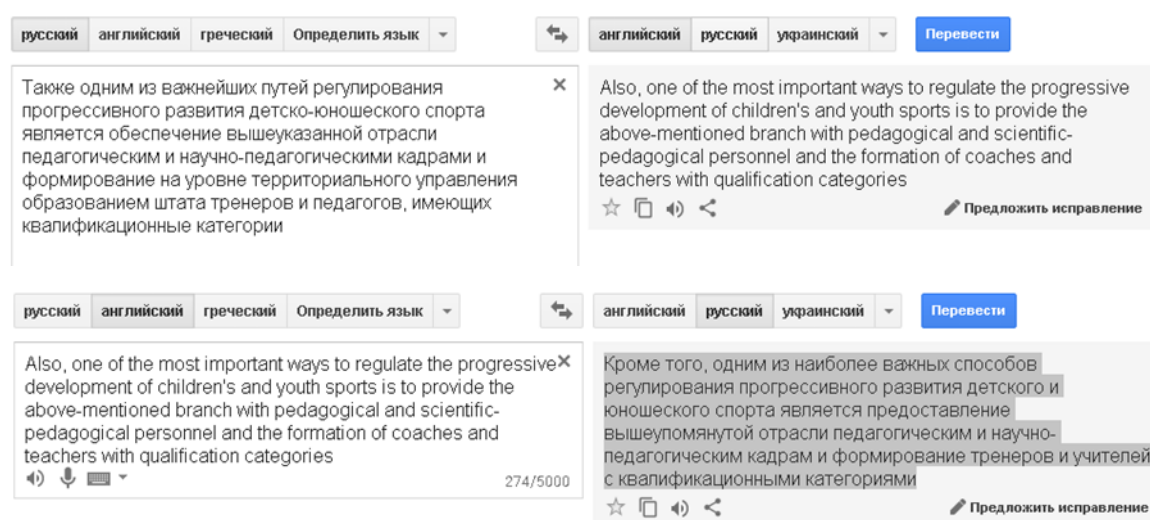 русский английский греческий Определить язык
английский русский украинский Перевести
Также одним из важнейших путей регулирования
прогрессивного развития детско-юношеского спорта
является обеспечение вышеуказанной отрасли
педагогическим и научно-педагогическими кадрами и
формирование на уровне территориального управления
образованием штата тренеров и педагогов, имеющих
квалификационные категории
Also, one of the most important ways to regulate the progressive
development of children's and youth sports is to provide the
above-mentioned branch with pedagogical and scientific-
pedagogical personnel and the formation of coaches and
teachers with qualification categories
Предложить исправление
русский английский греческий Определить язык
английский русский украинский Перевести
Also, one of the most important ways to regulate the progressive
development of children's and youth sports is to provide the
above-mentioned branch with pedagogical and scientific-
pedagogical personnel and the formation of coaches and
teachers with qualification categories
274/5000
Кроме того, одним из наиболее важных способов
регулирования прогрессивного развития детского и
юношеского спорта является предоставление
вышеупомянутой отрасли педагогическим и научно-
педагогическим кадрам и формирование тренеров и учителей
с квалификационными категориями
Предложить исправление